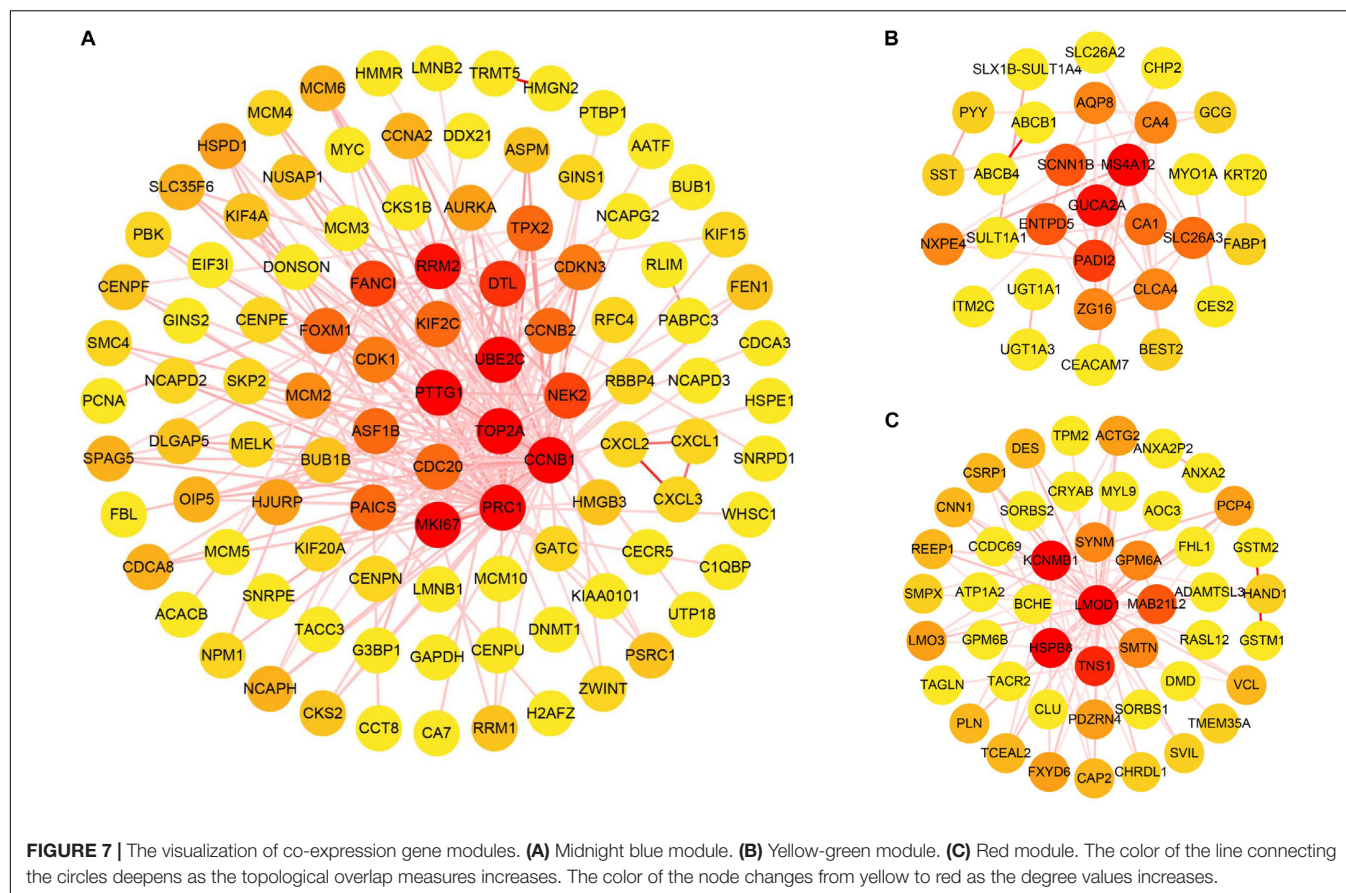 A
HMMR
LMNB2
TRMT5
HMGN2
MCM6
MCM4
MYC
CCNA2
DDX21
ASPM
PTBP1
HSPD1
NUSAP1
GINS1
AATF
SLC35F6
KIF4A
CKS1B
AURKA
NCAPG2
BUB1
PBK
MCM3
TPX2
KIF15
EIF3I
DONSON
RRM2
DTL
CDKN3
RLIM
CENPF
FANCI
FEN1
GINS2
CENPE
FOXM1
KIF2C
CCNB2
RFC4
PABPC3
SMC4
CDK1
UBE2C
CDCA3
NCAPD2
SKP2
RBBP4
NCAPD3
PCNA
MCM2
PTTG1
NEK2
HSPE1
DLGAP5
MELK
ASF1B
TOP2A
CXCL2
CXCL1
SPAG5
BUB1B
CDC20
CCNB1
SNRPD1
OIP5
HJURP
PAICS
MKI67
PRC1
HMGB3
CXCL3
WHSC1
FBL
MCM5
KIF20A
GATC
CECR5
CDCA8
CENPN
LMNB1
MCM10
KIAA0101
C1QBP
ACACB
SNRPE
TACC3
G3BP1
GAPDH
CENPU
DNMT1
UTP18
NPM1
PSRC1
NCAPH
ZWINT
CKS2
CCT8
CA7
RRM1
H2AFZ
B
SLC26A2
SLX1B-SULT1A4
CHP2
PYY
AQP8
CA4
GCG
ABCB1
SCNN1B
MS4A12
SST
ABCB4
MYO1A
KRT20
GUCA2A
NXPE4
SULT1A1
ENTPD5
CA1
SLC26A3
FABP1
PADI2
ITM2C
UGT1A1
ZG16
CLCA4
CES2
UGT1A3
CEACAM7
BEST2
C
TPM2
ACTG2
DES
ANXA2P2
CSRP1
CRYAB
MYL9
ANXA2
CNN1
SORBS2
AOC3
PCP4
REEP1
CCDC69
KCNMB1
SYNM
GPM6A
FHL1
GSTM2
SMPX
ATP1A2
BCHE
LMOD1
MAB21L2
ADAMTSL3
HAND1
LMO3
GPM6B
HSPB8
TNS1
SMTN
RASL12
GSTM1
TAGLN
TACR2
DMD
VCL
PLN
CLU
PDZRN4
SORBS1
TMEM35A
TCEAL2
SVIL
FXYD6
CAP2
CHRDL1
FIGURE 7 | The visualization of co-expression gene modules. (A) Midnight blue module. (B) Yellow-green module. (C) Red module. The color of the line connecting
the circles deepens as the topological overlap measures increases. The color of the node changes from yellow to red as the degree values increases.